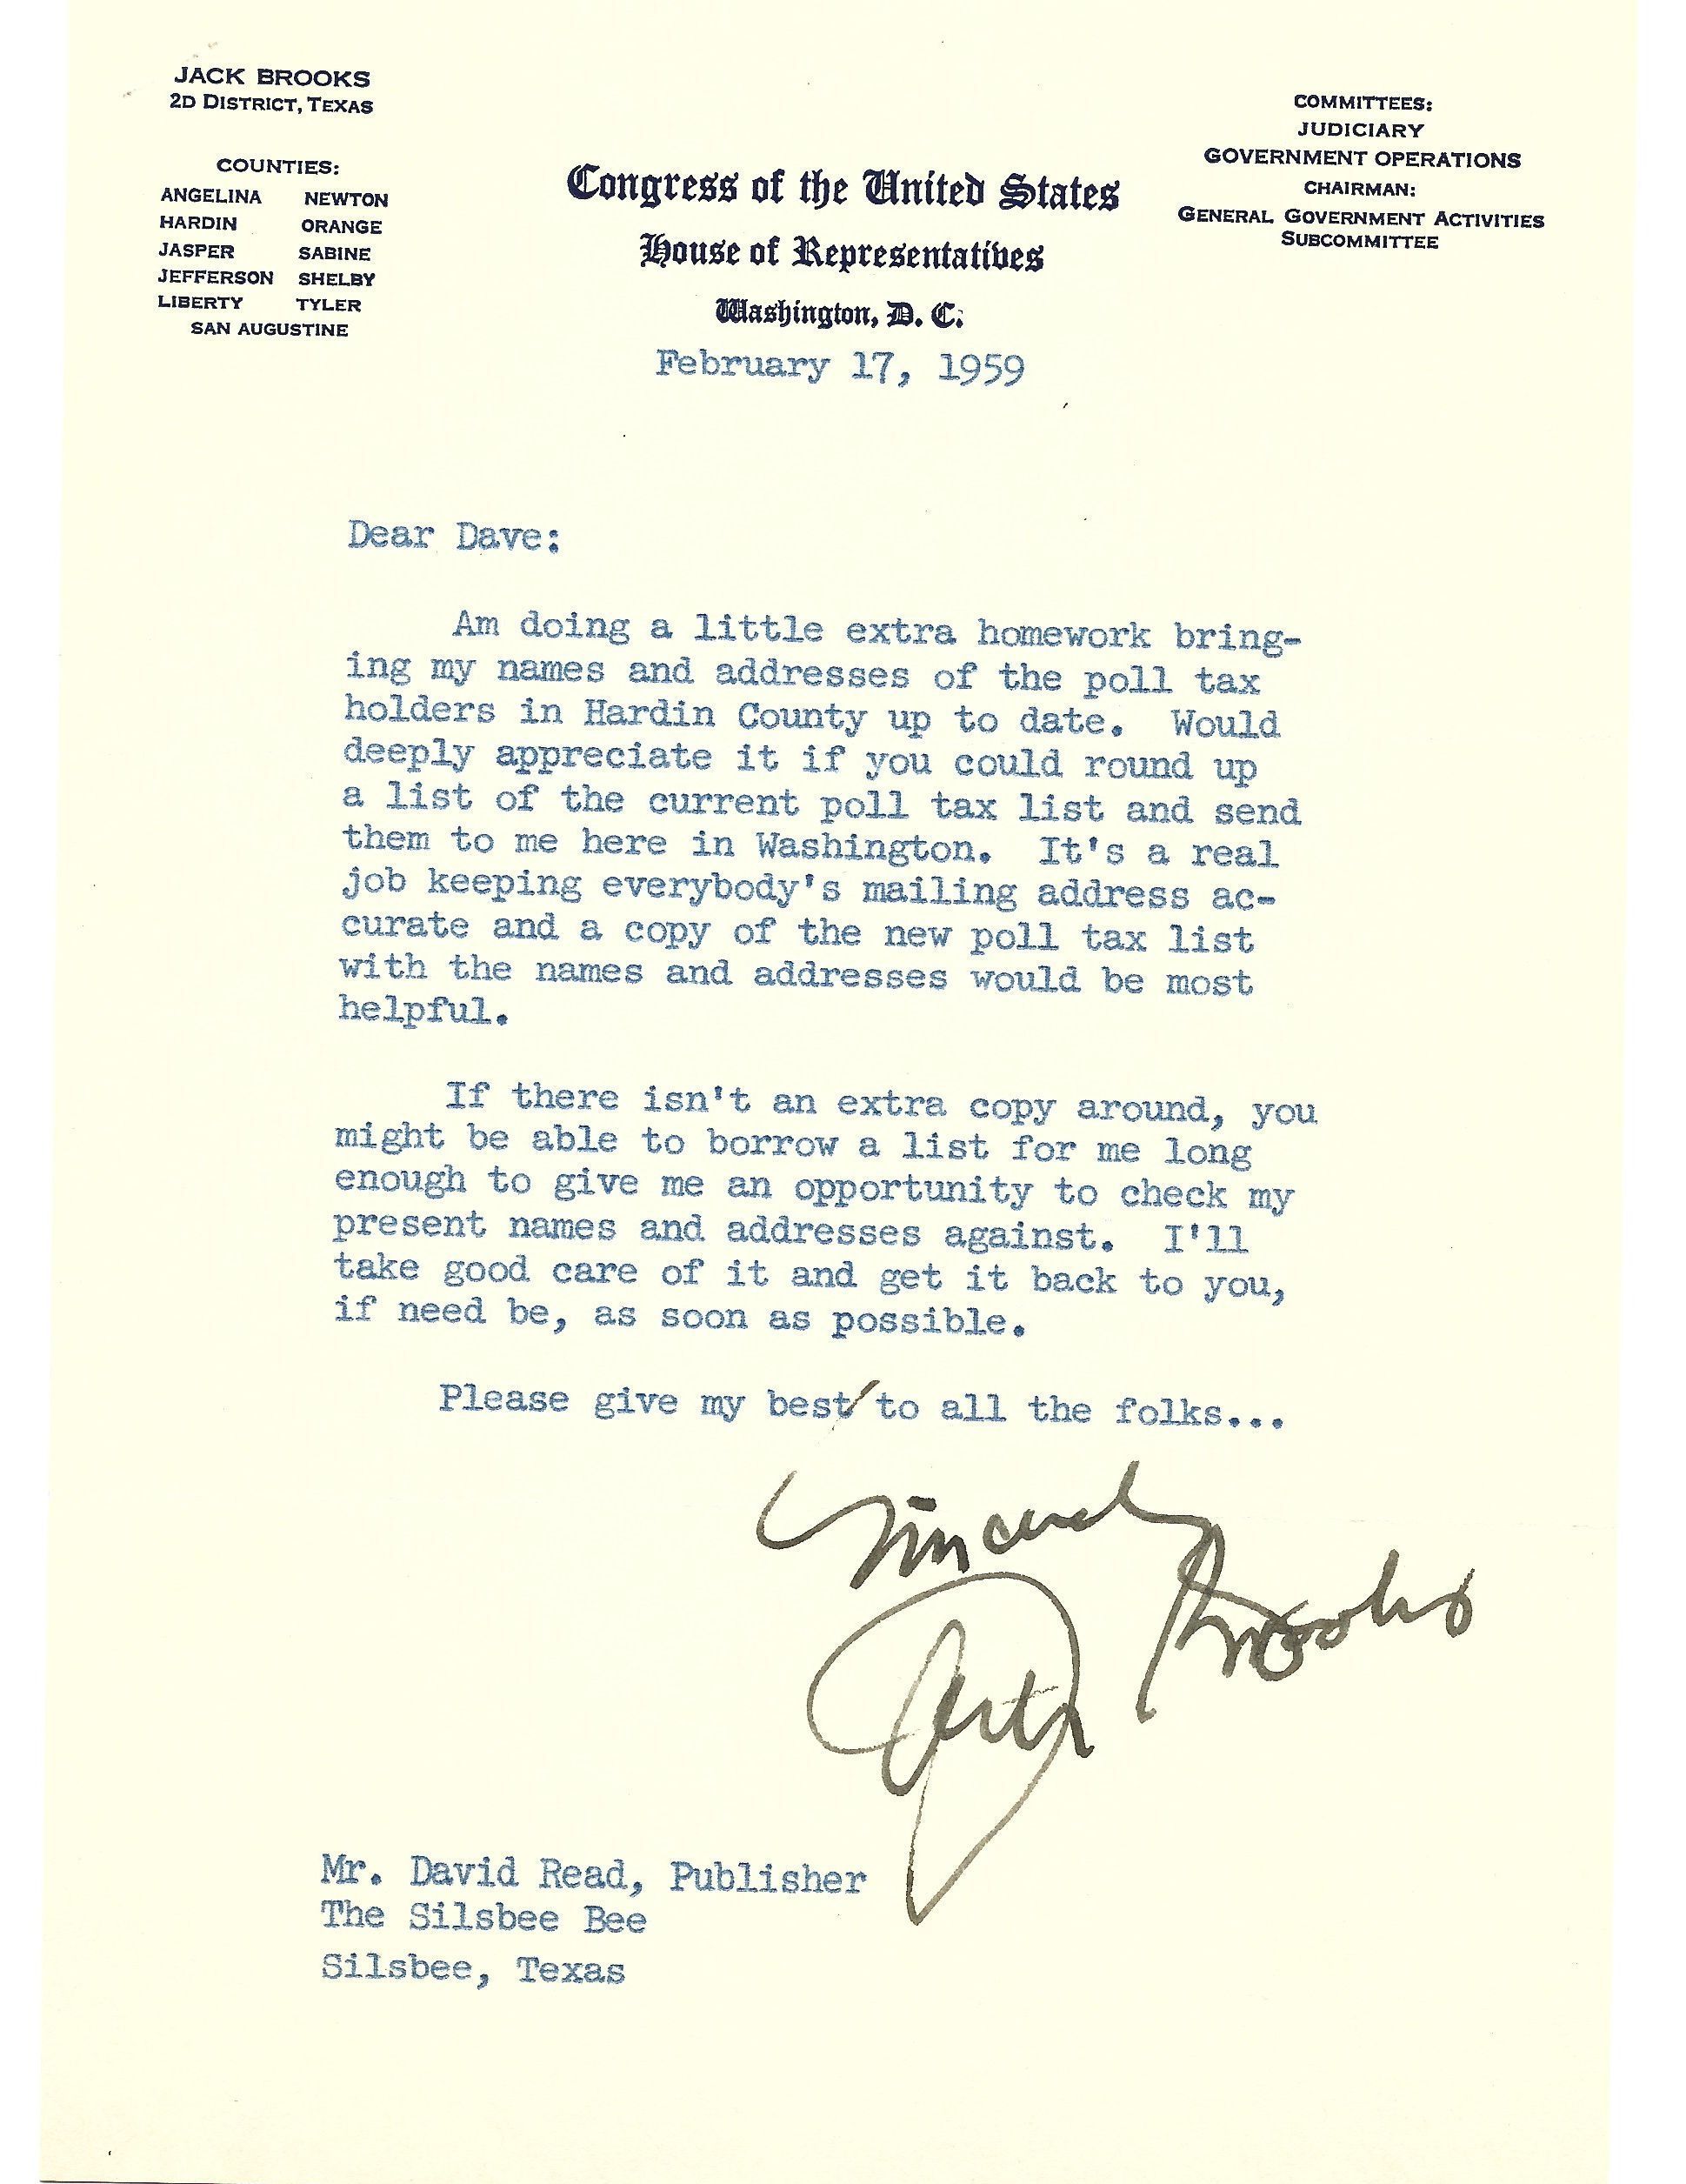 JACK BROOKS
2D DISTRICT, TEXAS
COUNTIES:
ANGELINA NEWTON
HARDIN ORANGE
JASPER SABINE
JEFFERSON SHELBY
LIBERTY TYLER
SAN AUGUSTINE
COMMITTEES:
JUDICIARY
GOVERNMENT OPERATIONS
CHAIRMAN:
GENERAL GOVERNMENT ACTIVITIES
SUBCOMMITTEE
Congress of the United States
House of Representatives
Washington, D. C.
February 17, 1959
Dear Dave:
Am doing a little extra homework bring-
ing my names and addresses of the poll tax
holders in Hardin County up to date. Would
deeply appreciate it if you could round up
a list of the current poll tax list and send
them to me here in Washington. It's a real
job keeping everybody's mailing address ac-
curate and a copy of the new poll tax list
with the names and addresses would be most
helpful.
If there isn't an extra copy around, you
might be able to borrow a list for me long
enough to give me an opportunity to check my
present names and addresses against. I'll
take good care of it and get it back to you,
if need be, as soon as possible.
Please give my best to all the folks...
Sincerely
Jack Brooks
Mr. David Read, Publisher
The Silsbee Bee
Silsbee, Texas